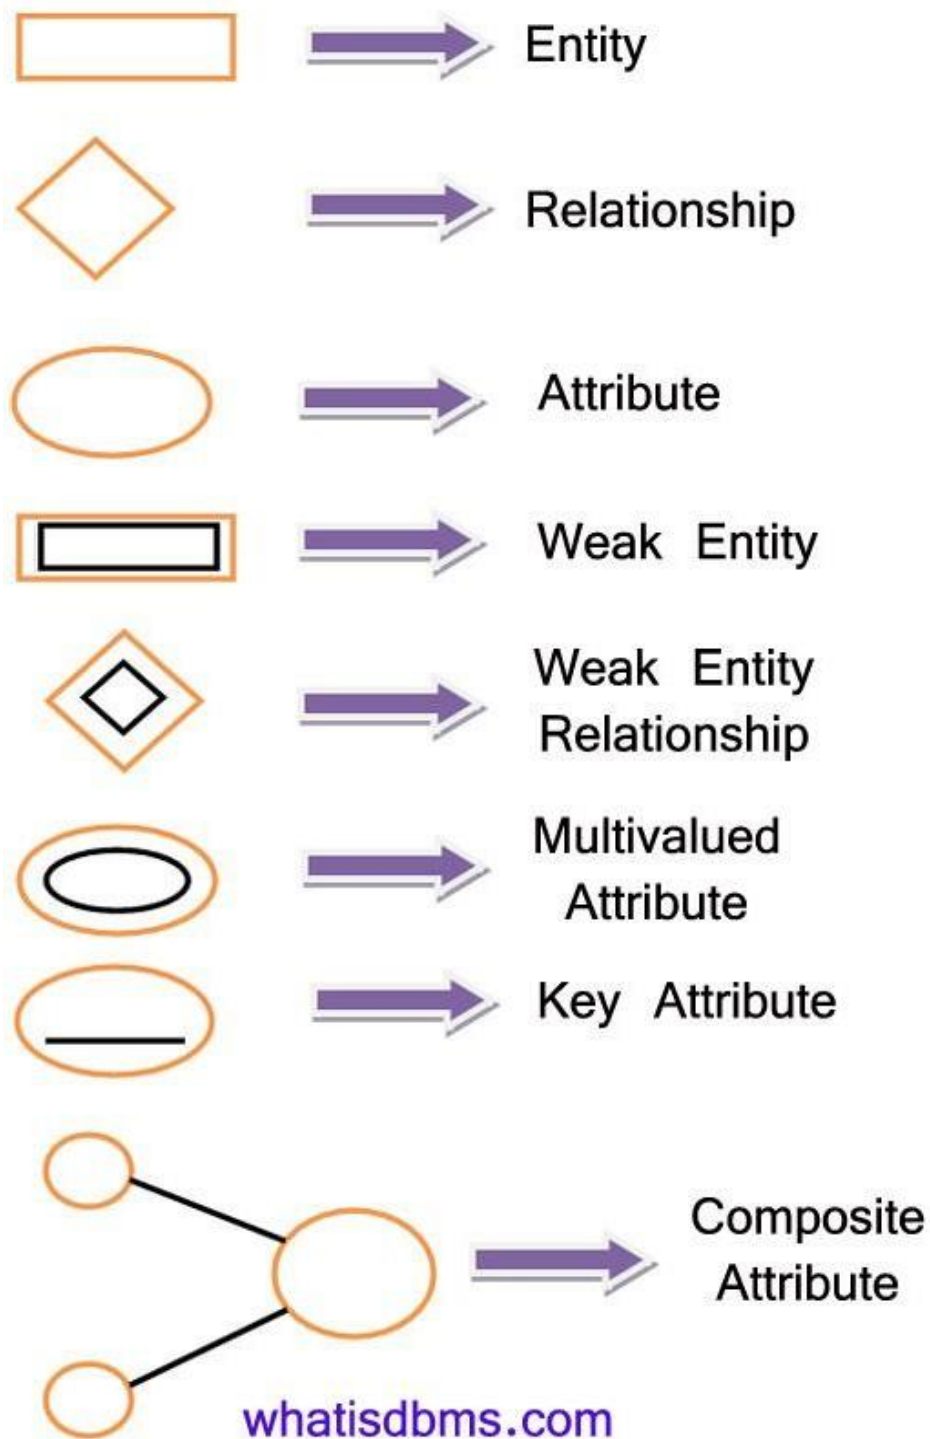 Entity
Relationship
Attribute
Weak Entity
Weak Entity
Relationship
Multivalued
Attribute
Key Attribute
Composite
Attribute
whatisdbms.com